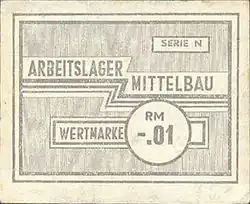 SERIE N
ARBEITSLAGER
MITTELBAU
RM
WERTMARKE -.01